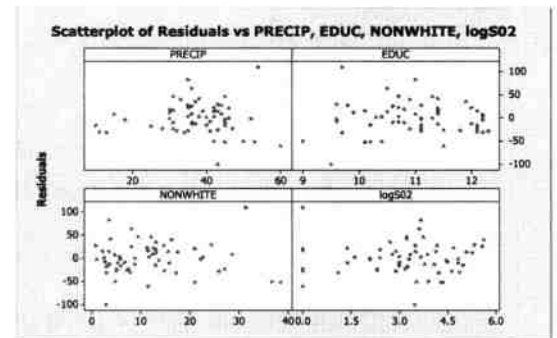 Scatterplot of Residuals vs PRECIP, EDUC, NONWHITE, logS02
PRECIP EDUC
100
50
0
-50
-100
20 40 60 9 10 11 12
Residuals
NONWHITE logS02
100
50
0
-50
-100
0 10 20 30 40 0.0 1.5 3.0 4.5 6.0